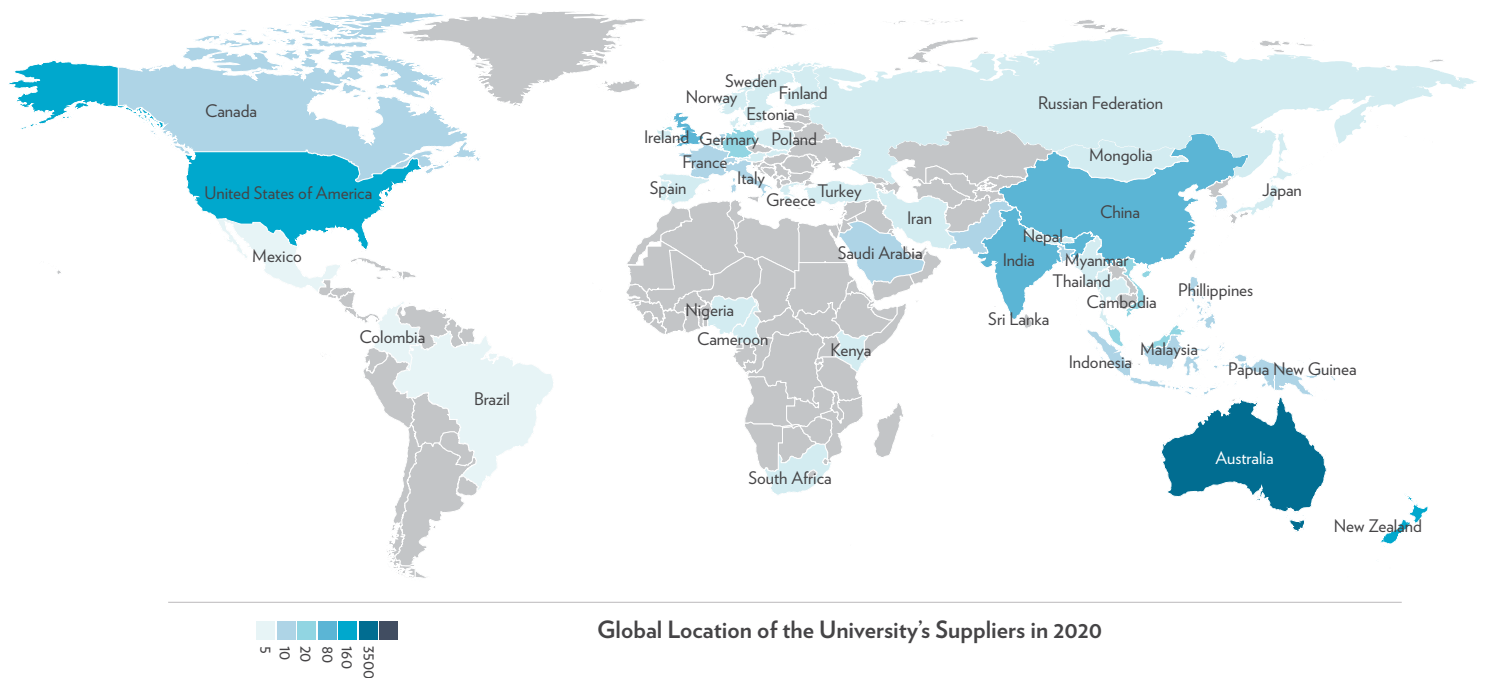 Sweden
Finland
Norway
Canada
Russian Federation
Estonia
Ireland
Germany
Poland
France
Mongolia
Italy
Spain
Turkey
Japan
United States of America
Greece
Iran
China
Nepal
Mexico
Saudi Arabia
India
Myanmar
Thailand
Phillippines
Cambodia
Nigeria
Sri Lanka
Colombia
Cameroon
Kenya
Malaysia
Indonesia
Papua New Guinea
Brazil
Australia
South Africa
New Zealand
5
10
20
80
160
3500
Global Location of the University's Suppliers in 2020